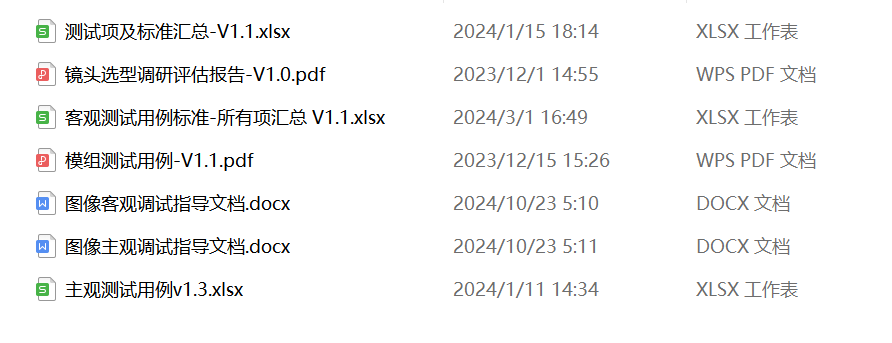 测试项及标准汇总-V1.1.xlsx 2024/1/15 18:14 XLSX 工作表
镜头选型调研评估报告-V1.0.pdf 2023/12/1 14:55 WPS PDF 文档
客观测试用例标准-所有项汇总 V1.1.xlsx 2024/3/1 16:49 XLSX 工作表
模组测试用例-V1.1.pdf 2023/12/15 15:26 WPS PDF 文档
图像客观调试指导文档.docx 2024/10/23 5:10 DOCX 文档
图像主观调试指导文档.docx 2024/10/23 5:11 DOCX 文档
主观测试用例v1.3.xlsx 2024/1/11 14:34 XLSX 工作表